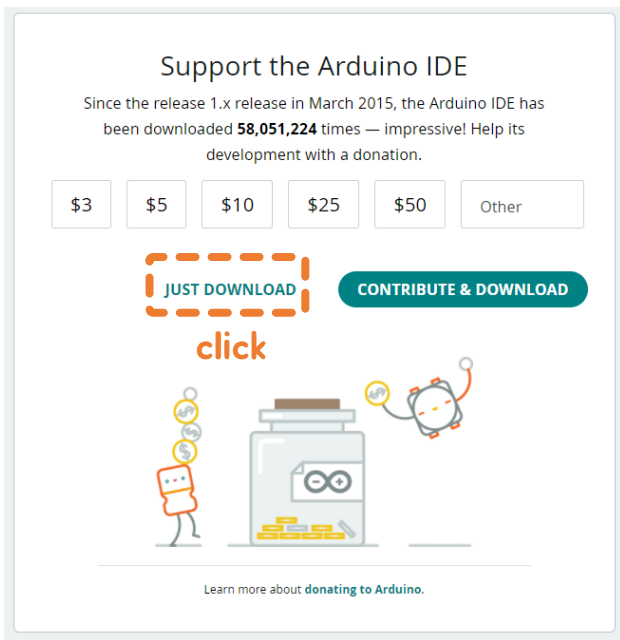 Support the Arduino IDE
Since the release 1.x release in March 2015, the Arduino IDE has
been downloaded 58,051,224 times — impressive! Help its
development with a donation.
$3 $5 $10 $25 $50 Other
JUST DOWNLOAD CONTRIBUTE & DOWNLOAD
click
Learn more about donating to Arduino.